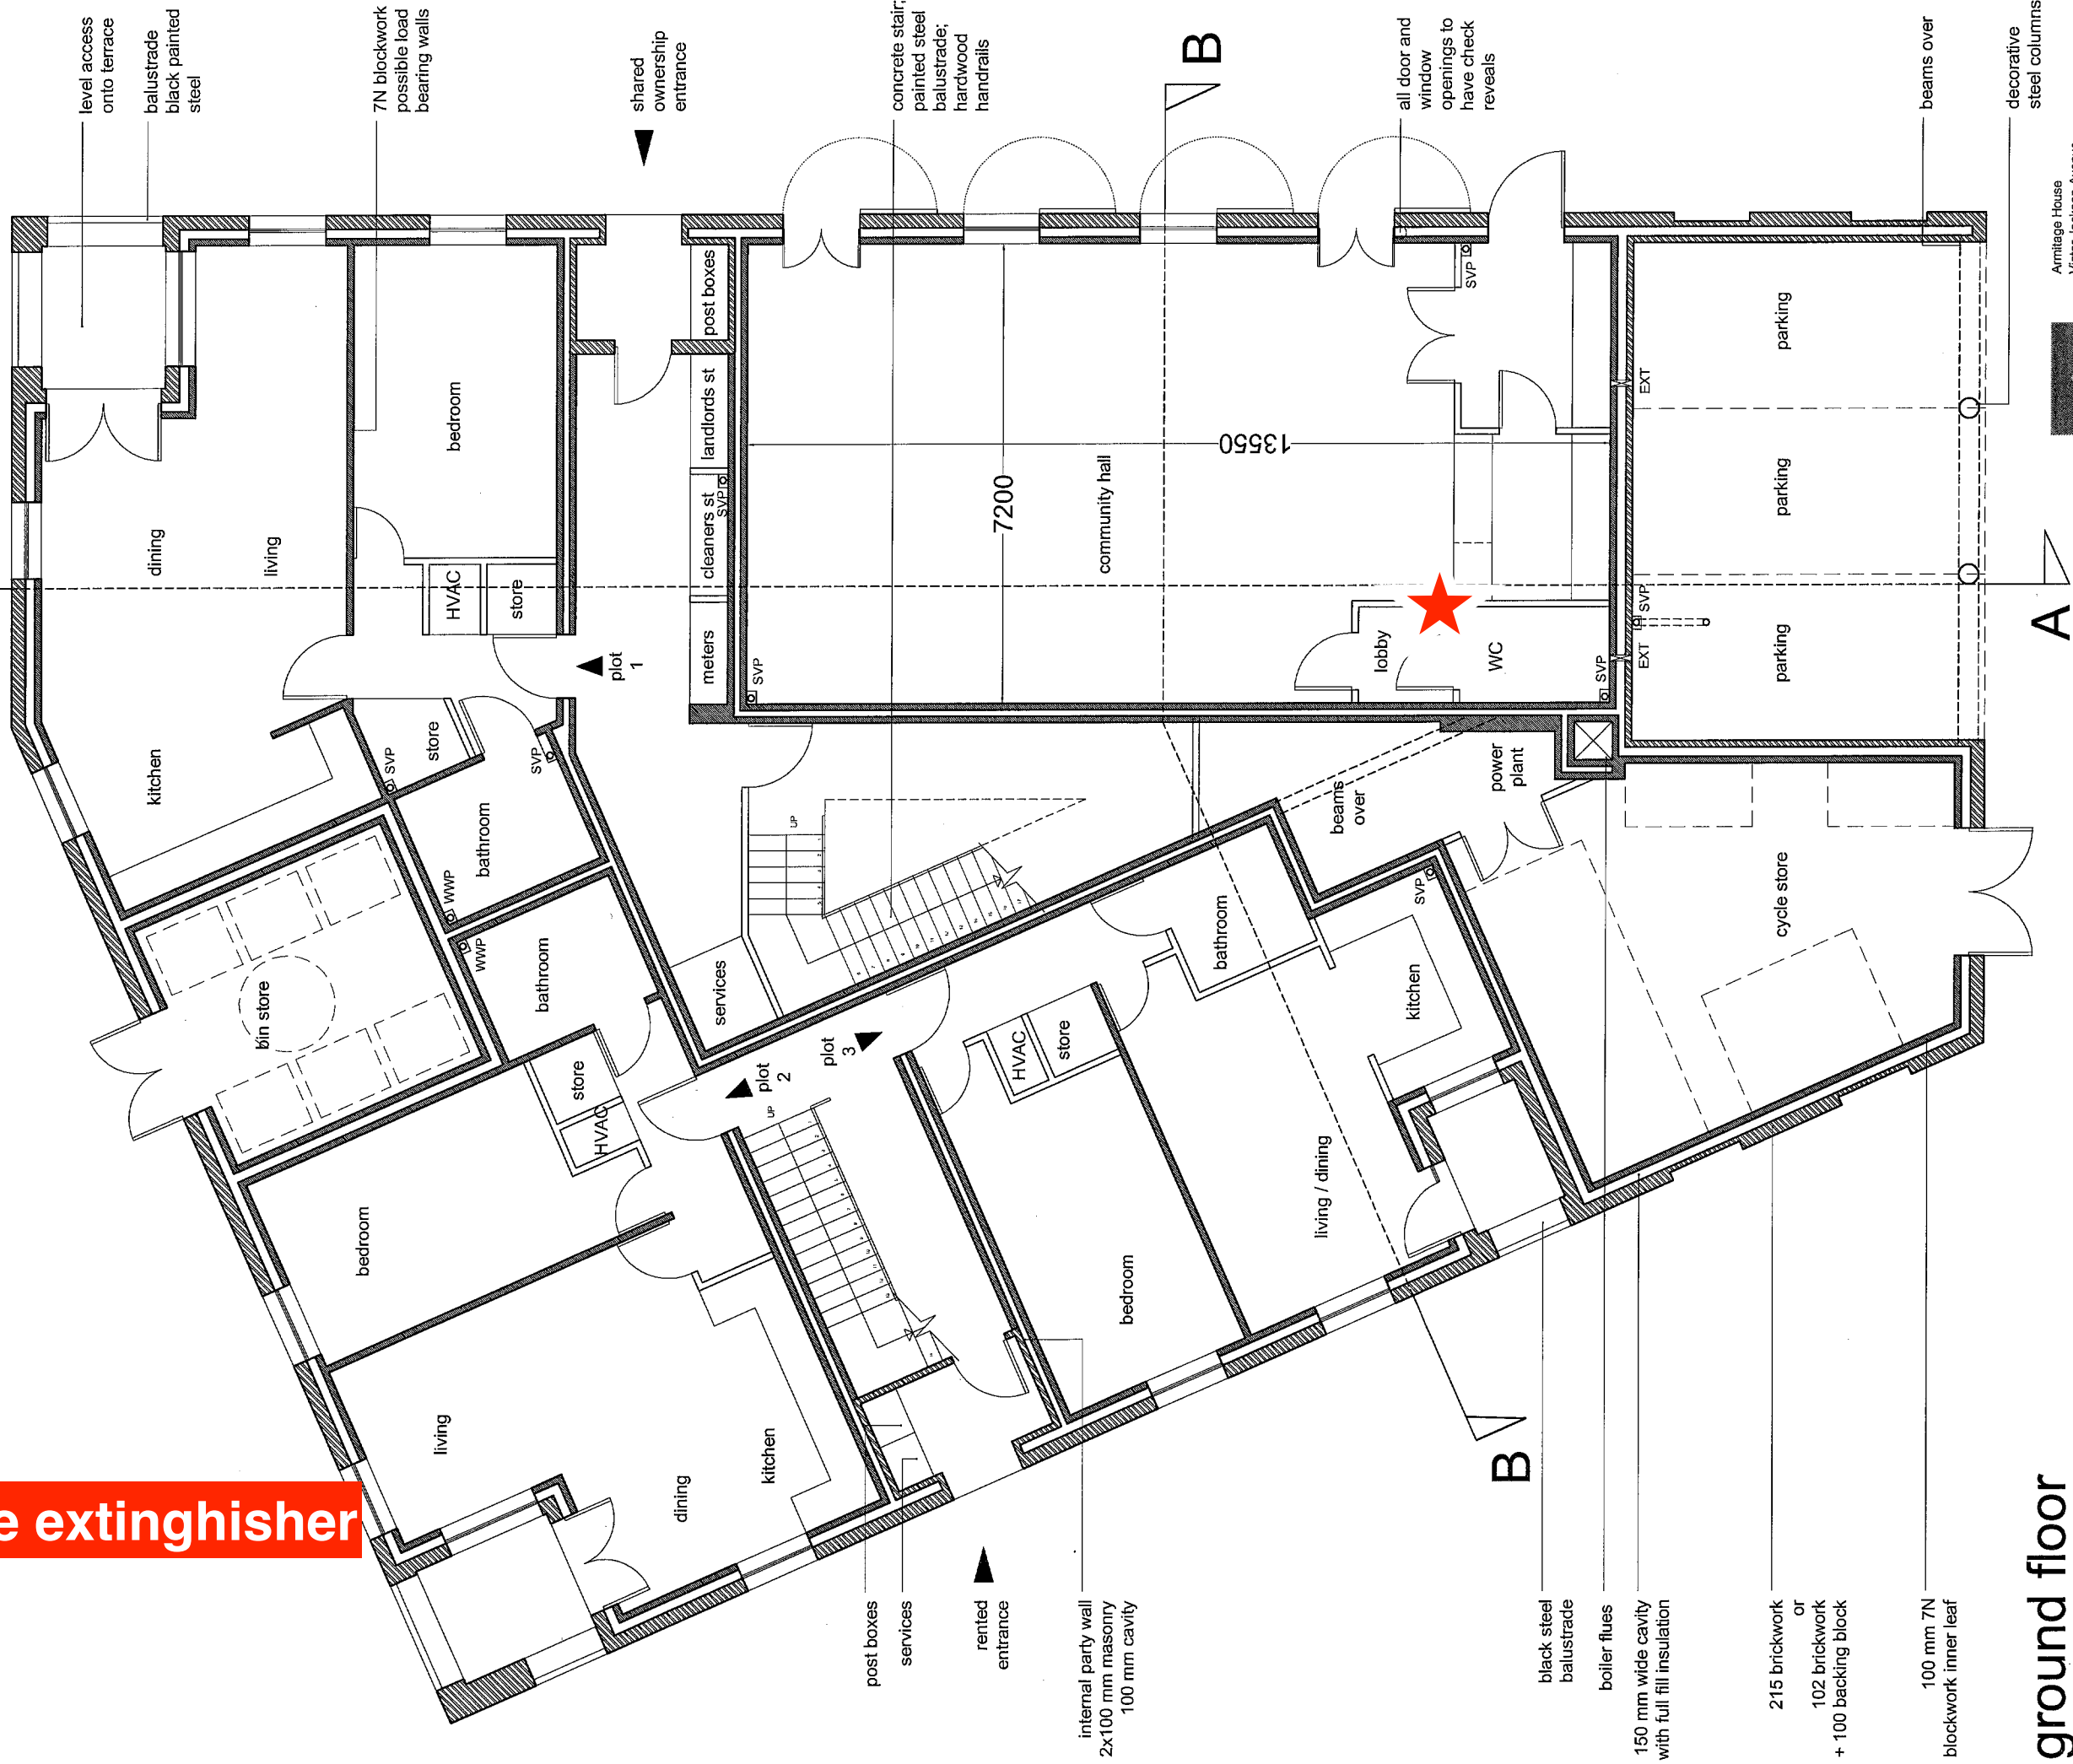 level access
onto terrace
balustrade
black painted
steel
7N blockwork
possible load
bearing walls
shared
ownership
entrance
concrete stair;
painted steel
balustrade;
hardwood
handrails
B
all door and
window
openings to
have check
reveals
beams over
decorative
steel columns
Armitage House
dining
living
kitchen
bedroom
HVAC
store
store
SVP
bathroom
SVP
WWP
plot
1
post boxes
landlords st
cleaners st
SVP
meters
SVP
community hall
7200
13550
SVP
lobby
WC
SVP
EXT
EXT
SVP
parking
parking
parking
A
bin store
WWP
bathroom
store
HVAC
bedroom
living
dining
kitchen
services
UP
plot
2
plot
3
UP
beams
over
power
plant
bathroom
SVP
kitchen
HVAC
store
bedroom
living / dining
cycle store
B
e extinghisher
post boxes
services
rented
entrance
internal party wall
2x100 mm masonry
100 mm cavity
black steel
balustrade
boiler flues
150 mm wide cavity
with full fill insulation
215 brickwork
or
102 brickwork
+ 100 backing block
100 mm 7N
blockwork inner leaf
ground floor